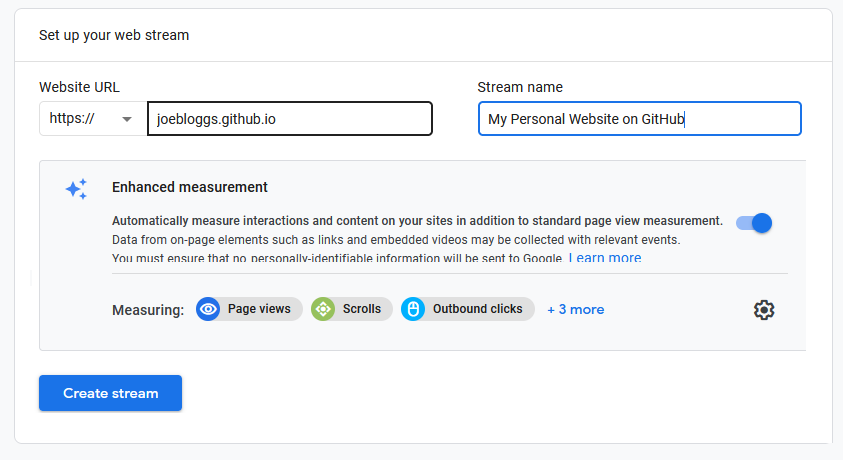 Set up your web stream
Website URL
Stream name
https://
joebloggs.github.io
My Personal Website on GitHub
Enhanced measurement
Automatically measure interactions and content on your sites in addition to standard page view measurement.
Data from on-page elements such as links and embedded videos may be collected with relevant events.
You must ensure that no personally-identifiable information will be sent to Google. Learn more
Measuring: Page views Scrolls Outbound clicks + 3 more
Create stream